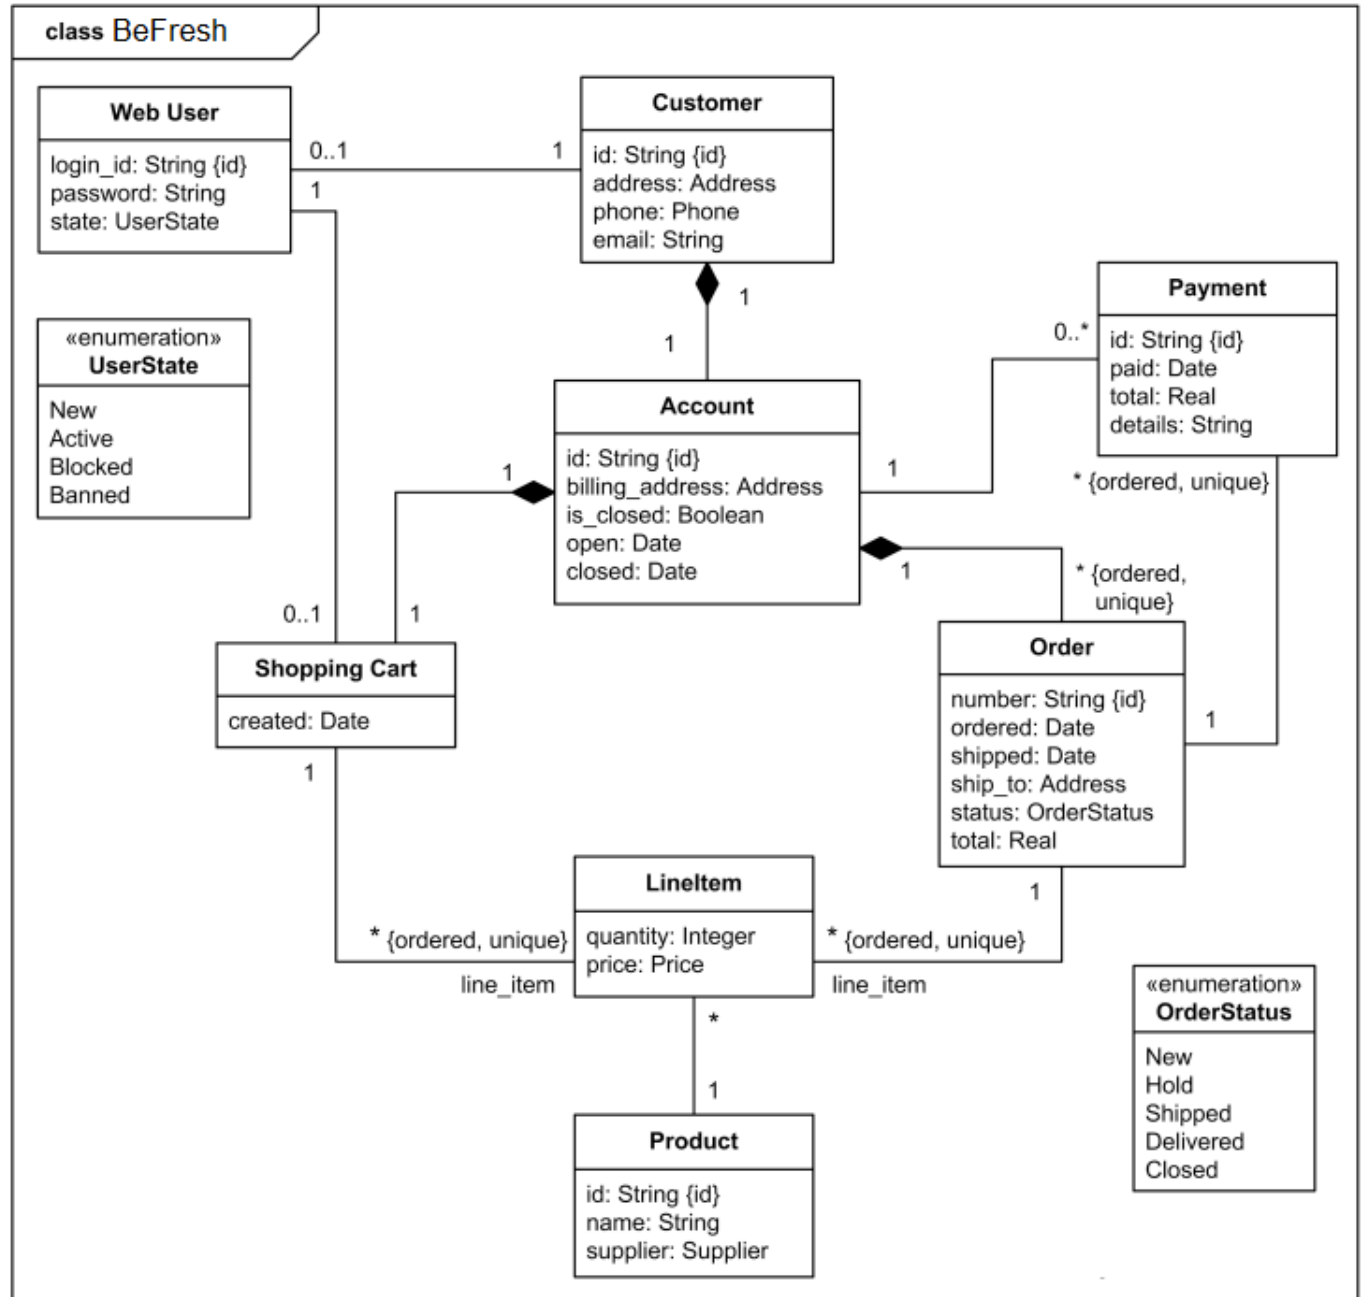 class BeFresh
Web User
login_id: String {id}
password: String
state: UserState
0..1
1
1
Customer
id: String {id}
address: Address
phone: Phone
email: String
1
1
«enumeration»
UserState
New
Active
Blocked
Banned
Account
id: String {id}
billing_address: Address
is_closed: Boolean
open: Date
closed: Date
1
1
1
0..*
Payment
id: String {id}
paid: Date
total: Real
details: String
* {ordered, unique}
* {ordered,
unique}
0..1
1
Shopping Cart
created: Date
1
Order
number: String {id}
ordered: Date
shipped: Date
ship_to: Address
status: OrderStatus
total: Real
1
1
* {ordered, unique}
line_item
LineItem
quantity: Integer
price: Price
* {ordered, unique}
line_item
*
1
Product
id: String {id}
name: String
supplier: Supplier
«enumeration»
OrderStatus
New
Hold
Shipped
Delivered
Closed